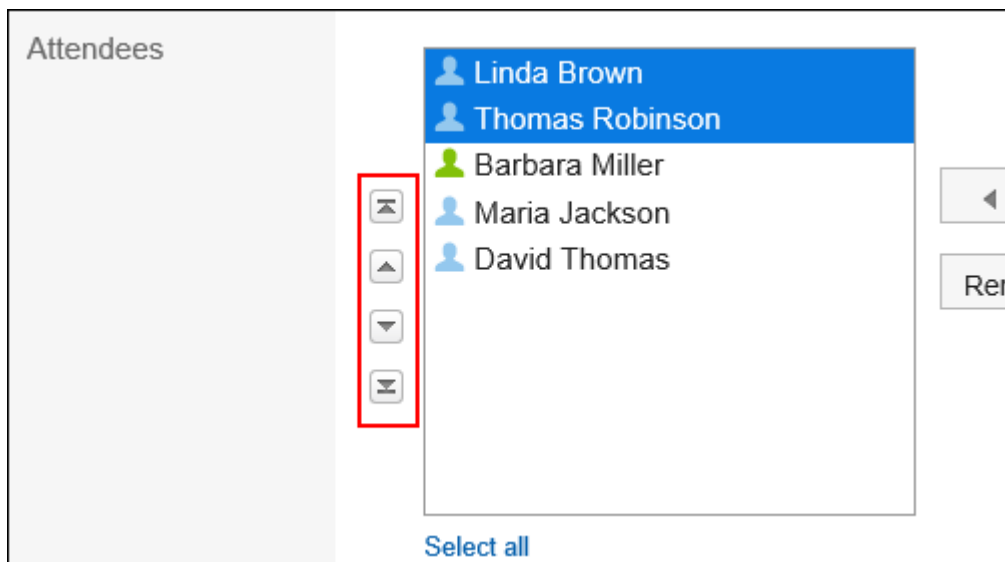 Attendees
Linda Brown
Thomas Robinson
Barbara Miller
Maria Jackson
David Thomas
Select all